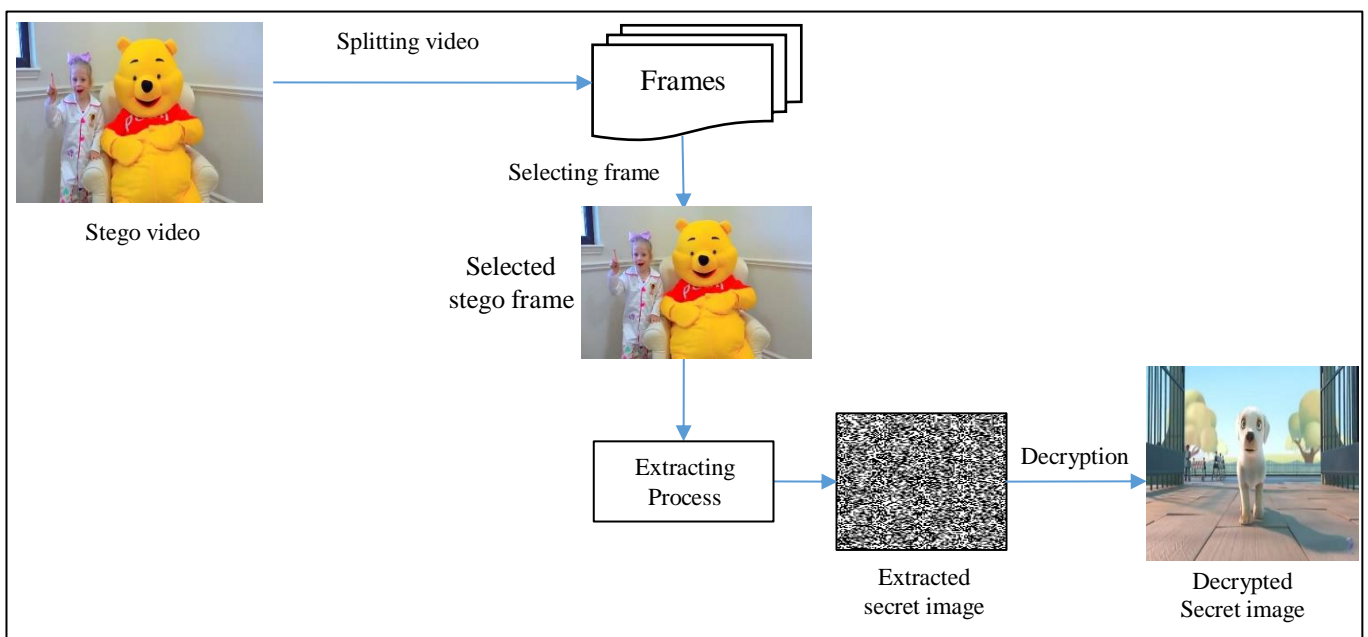 Splitting video
Frames
Stego video
Selecting frame
Selected
stego frame
Extracting
Process
Decryption
Extracted
secret image
Decrypted
Secret image